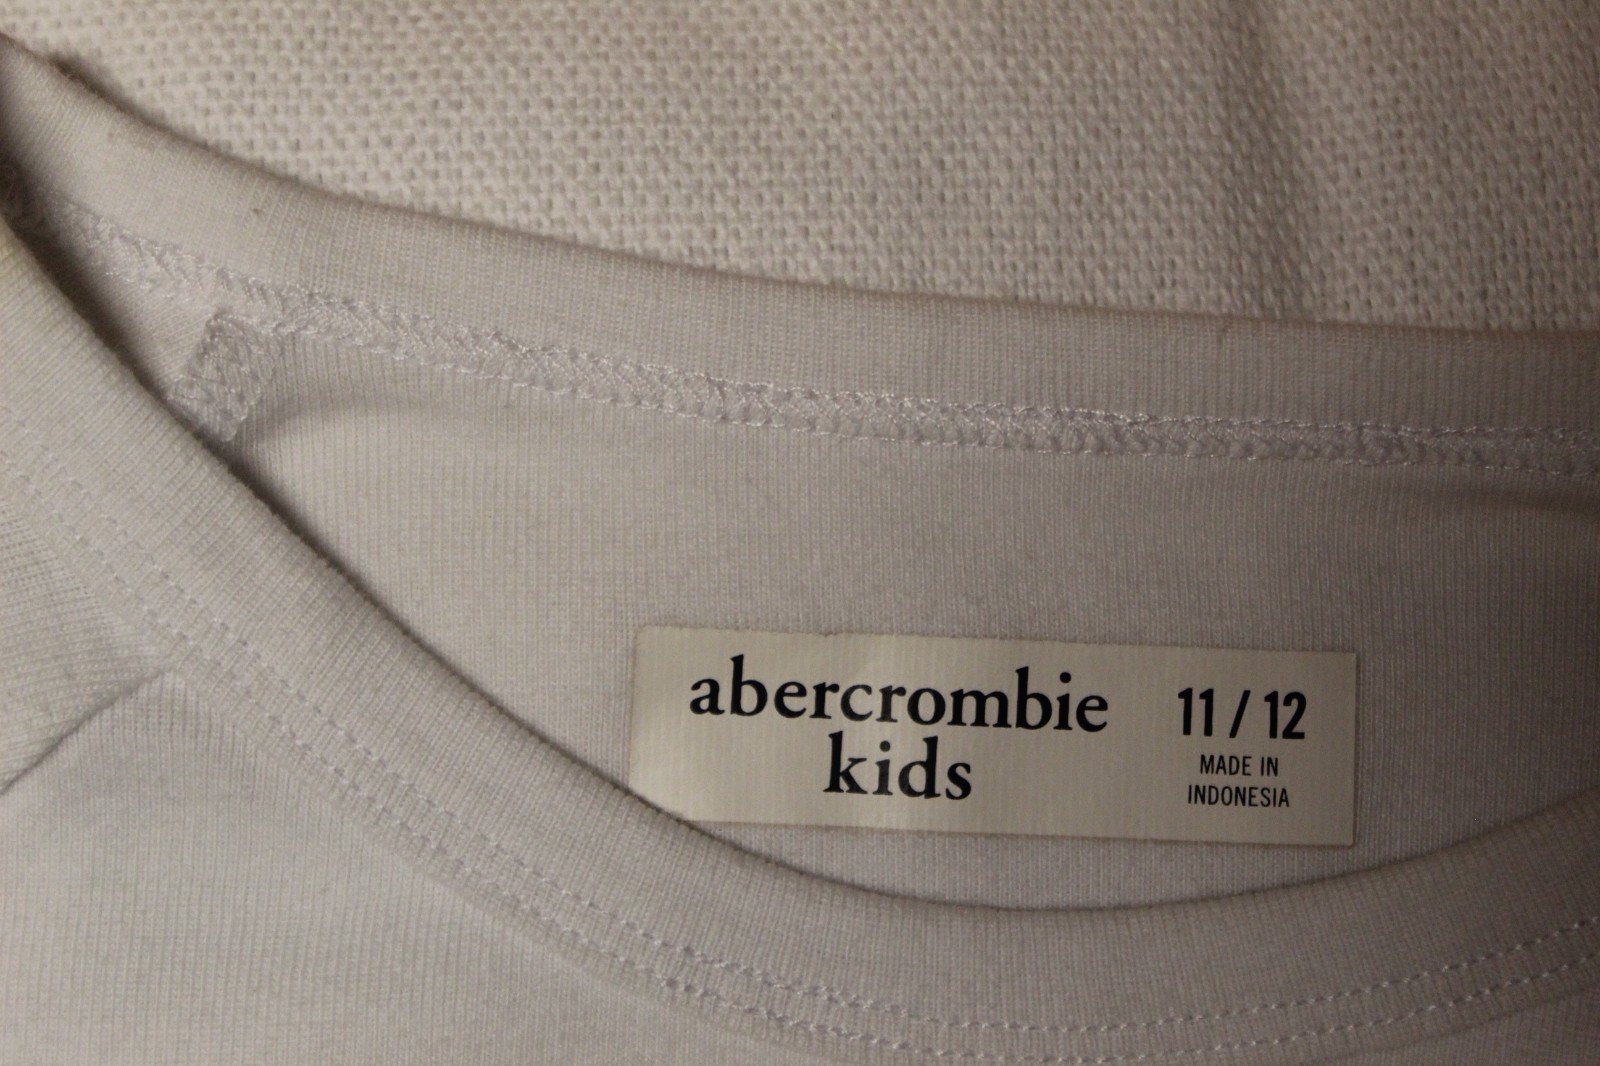 abercrombie
kids
11 / 12
MADE IN
INDONESIA